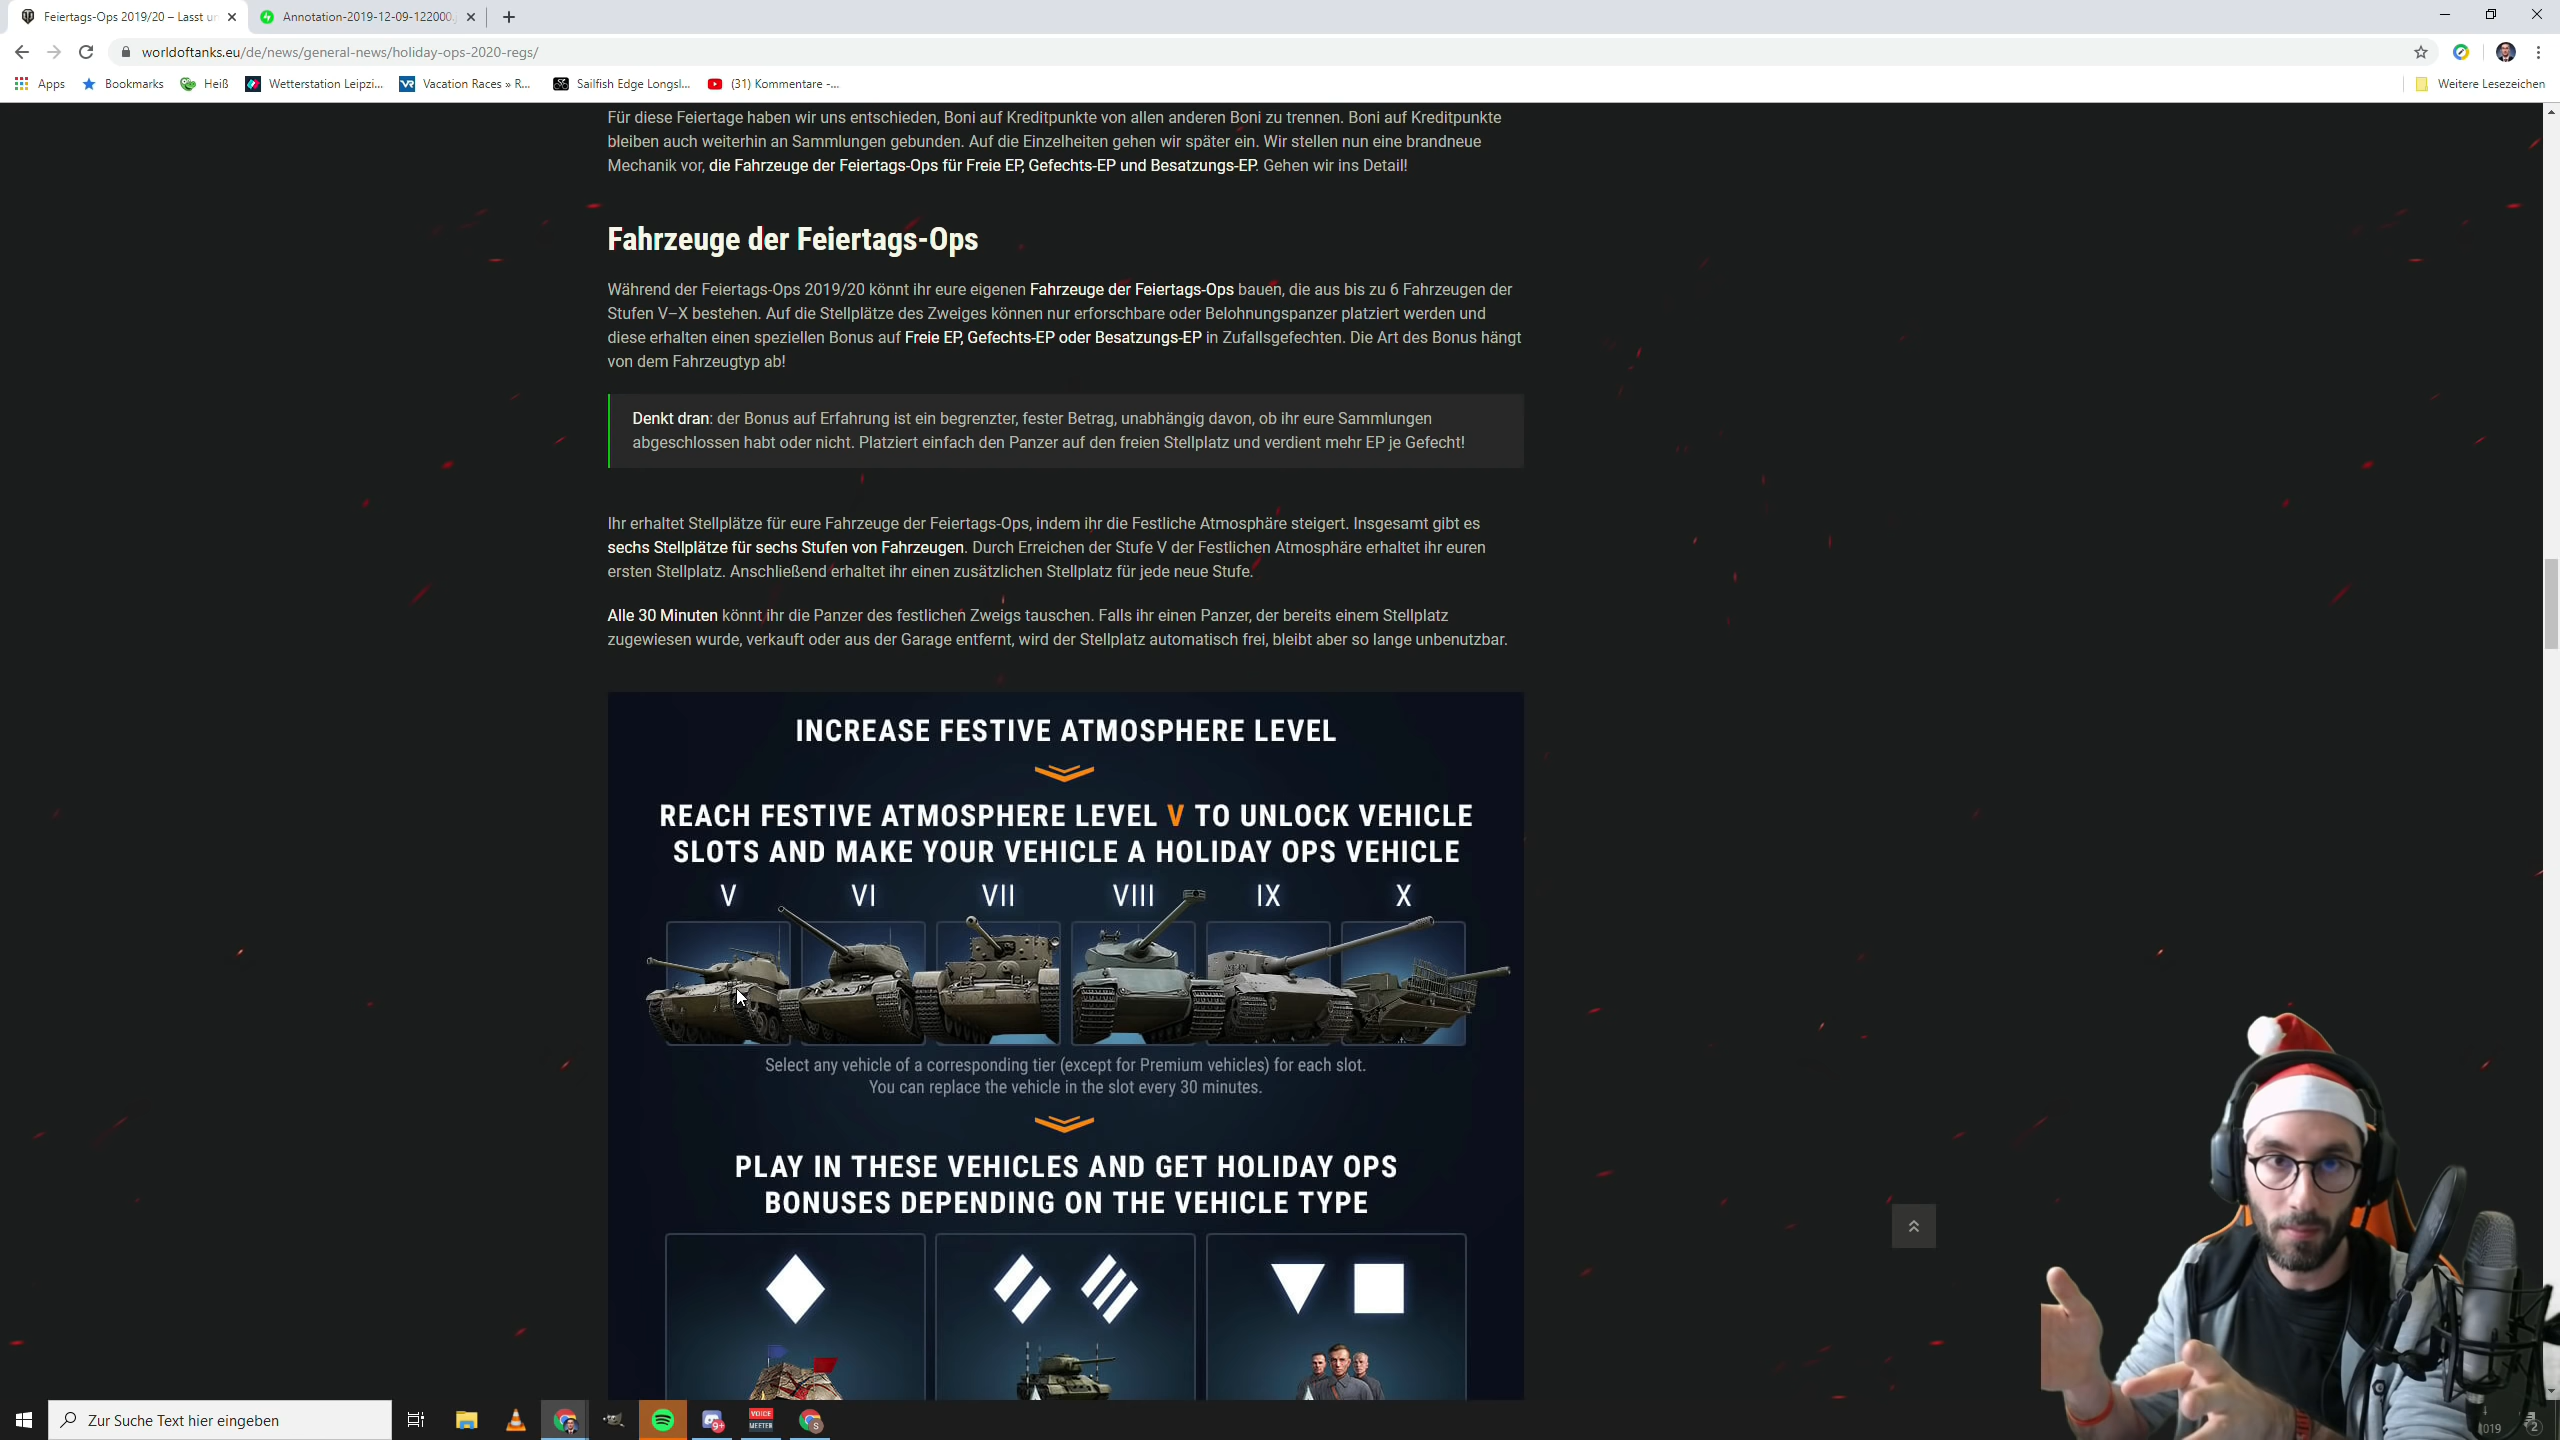 Feiertags-Ops 2019/20 – Lasst un
Annotation-2019-12-09-122000.
worldoftanks.eu/de/news/general-news/holiday-ops-2020-regs/
Apps
Bookmarks
Heiß
Wetterstation Leipzi...
Vacation Races » R...
Sailfish Edge Longsl...
(31) Kommentare -...
Weitere Lesezeichen
Für diese Feiertage haben wir uns entschieden, Boni auf Kreditpunkte von allen anderen Boni zu trennen. Boni auf Kreditpunkte
bleiben auch weiterhin an Sammlungen gebunden. Auf die Einzelheiten gehen wir später ein. Wir stellen nun eine brandneue
Mechanik vor, die Fahrzeuge der Feiertags-Ops für Freie EP, Gefechts-EP und Besatzungs-EP. Gehen wir ins Detail!
Fahrzeuge der Feiertags-Ops
Während der Feiertags-Ops 2019/20 könnt ihr eure eigenen Fahrzeuge der Feiertags-Ops bauen, die aus bis zu 6 Fahrzeugen der
Stufen V–X bestehen. Auf die Stellplätze des Zweiges können nur erforschbare oder Belohnungspanzer platziert werden und
diese erhalten einen speziellen Bonus auf Freie EP, Gefechts-EP oder Besatzungs-EP in Zufallsgefechten. Die Art des Bonus hängt
von dem Fahrzeugtyp ab!
Denkt dran: der Bonus auf Erfahrung ist ein begrenzter, fester Betrag, unabhängig davon, ob ihr eure Sammlungen
abgeschlossen habt oder nicht. Platziert einfach den Panzer auf den freien Stellplatz und verdient mehr EP je Gefecht!
Ihr erhaltet Stellplätze für eure Fahrzeuge der Feiertags-Ops, indem ihr die Festliche Atmosphäre steigert. Insgesamt gibt es
sechs Stellplätze für sechs Stufen von Fahrzeugen. Durch Erreichen der Stufe V der Festlichen Atmosphäre erhaltet ihr euren
ersten Stellplatz. Anschließend erhaltet ihr einen zusätzlichen Stellplatz für jede neue Stufe.
Alle 30 Minuten könnt ihr die Panzer des festlichen Zweigs tauschen. Falls ihr einen Panzer, der bereits einem Stellplatz
zugewiesen wurde, verkauft oder aus der Garage entfernt, wird der Stellplatz automatisch frei, bleibt aber so lange unbenutzbar.
INCREASE FESTIVE ATMOSPHERE LEVEL
REACH FESTIVE ATMOSPHERE LEVEL V TO UNLOCK VEHICLE
SLOTS AND MAKE YOUR VEHICLE A HOLIDAY OPS VEHICLE
V VI VII VIII IX X
Select any vehicle of a corresponding tier (except for Premium vehicles) for each slot.
You can replace the vehicle in the slot every 30 minutes.
PLAY IN THESE VEHICLES AND GET HOLIDAY OPS
BONUSES DEPENDING ON THE VEHICLE TYPE
Zur Suche Text hier eingeben
9+
VOICE
MEETER
S
2019
2